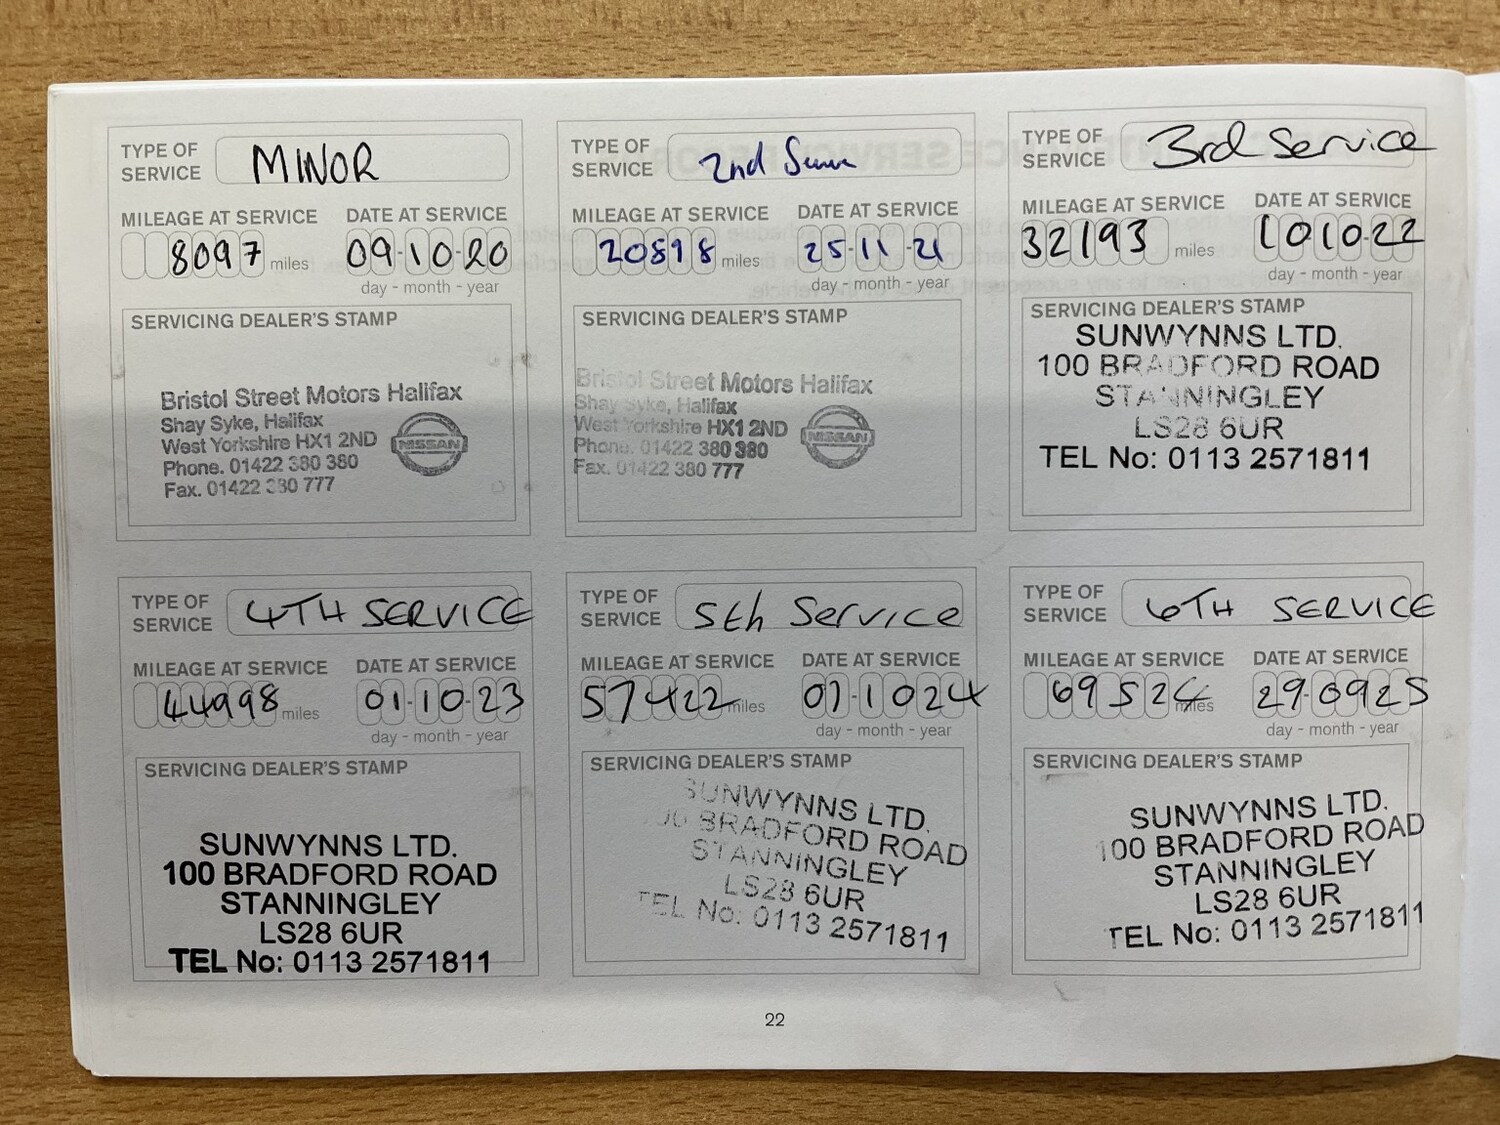 TYPE OF SERVICE MINOR
MILEAGE AT SERVICE DATE AT SERVICE
8097 miles 09-10-20
day - month - year
SERVICING DEALER'S STAMP
Bristol Street Motors Halifax
Shay Syke, Halifax
West Yorkshire HX1 2ND
Phone. 01422 380 380
Fax. 01422 380 777
NISSAN
TYPE OF SERVICE 2nd
MILEAGE AT SERVICE DATE AT SERVICE
20818 miles 25-11-21
day - month - year
SERVICING DEALER'S STAMP
Bristol Street Motors Halifax
Shay Syke, Halifax
West Yorkshire HX1 2ND
Phone. 01422 380 380
Fax. 01422 380 777
NISSAN
TYPE OF SERVICE 3rd Service
MILEAGE AT SERVICE DATE AT SERVICE
32193 miles 101022
day - month - year
SERVICING DEALER'S STAMP
SUNWYNNS LTD.
100 BRADFORD ROAD
STANNINGLEY
LS28 6UR
TEL No: 0113 2571811
TYPE OF SERVICE 4TH SERVICE
MILEAGE AT SERVICE DATE AT SERVICE
44998 miles 01-10-23
day - month - year
SERVICING DEALER'S STAMP
SUNWYNNS LTD.
100 BRADFORD ROAD
STANNINGLEY
LS28 6UR
TEL No: 0113 2571811
TYPE OF SERVICE 5th Service
MILEAGE AT SERVICE DATE AT SERVICE
57422 miles 07-1024
day - month - year
SERVICING DEALER'S STAMP
SUNWYNNS LTD.
100 BRADFORD ROAD
STANNINGLEY
LS28 6UR
TEL No: 0113 2571811
TYPE OF SERVICE 6TH SERVICE
MILEAGE AT SERVICE DATE AT SERVICE
69524 miles 29-0925
day - month - year
SERVICING DEALER'S STAMP
SUNWYNNS LTD.
100 BRADFORD ROAD
STANNINGLEY
LS28 6UR
TEL No: 0113 2571811
22